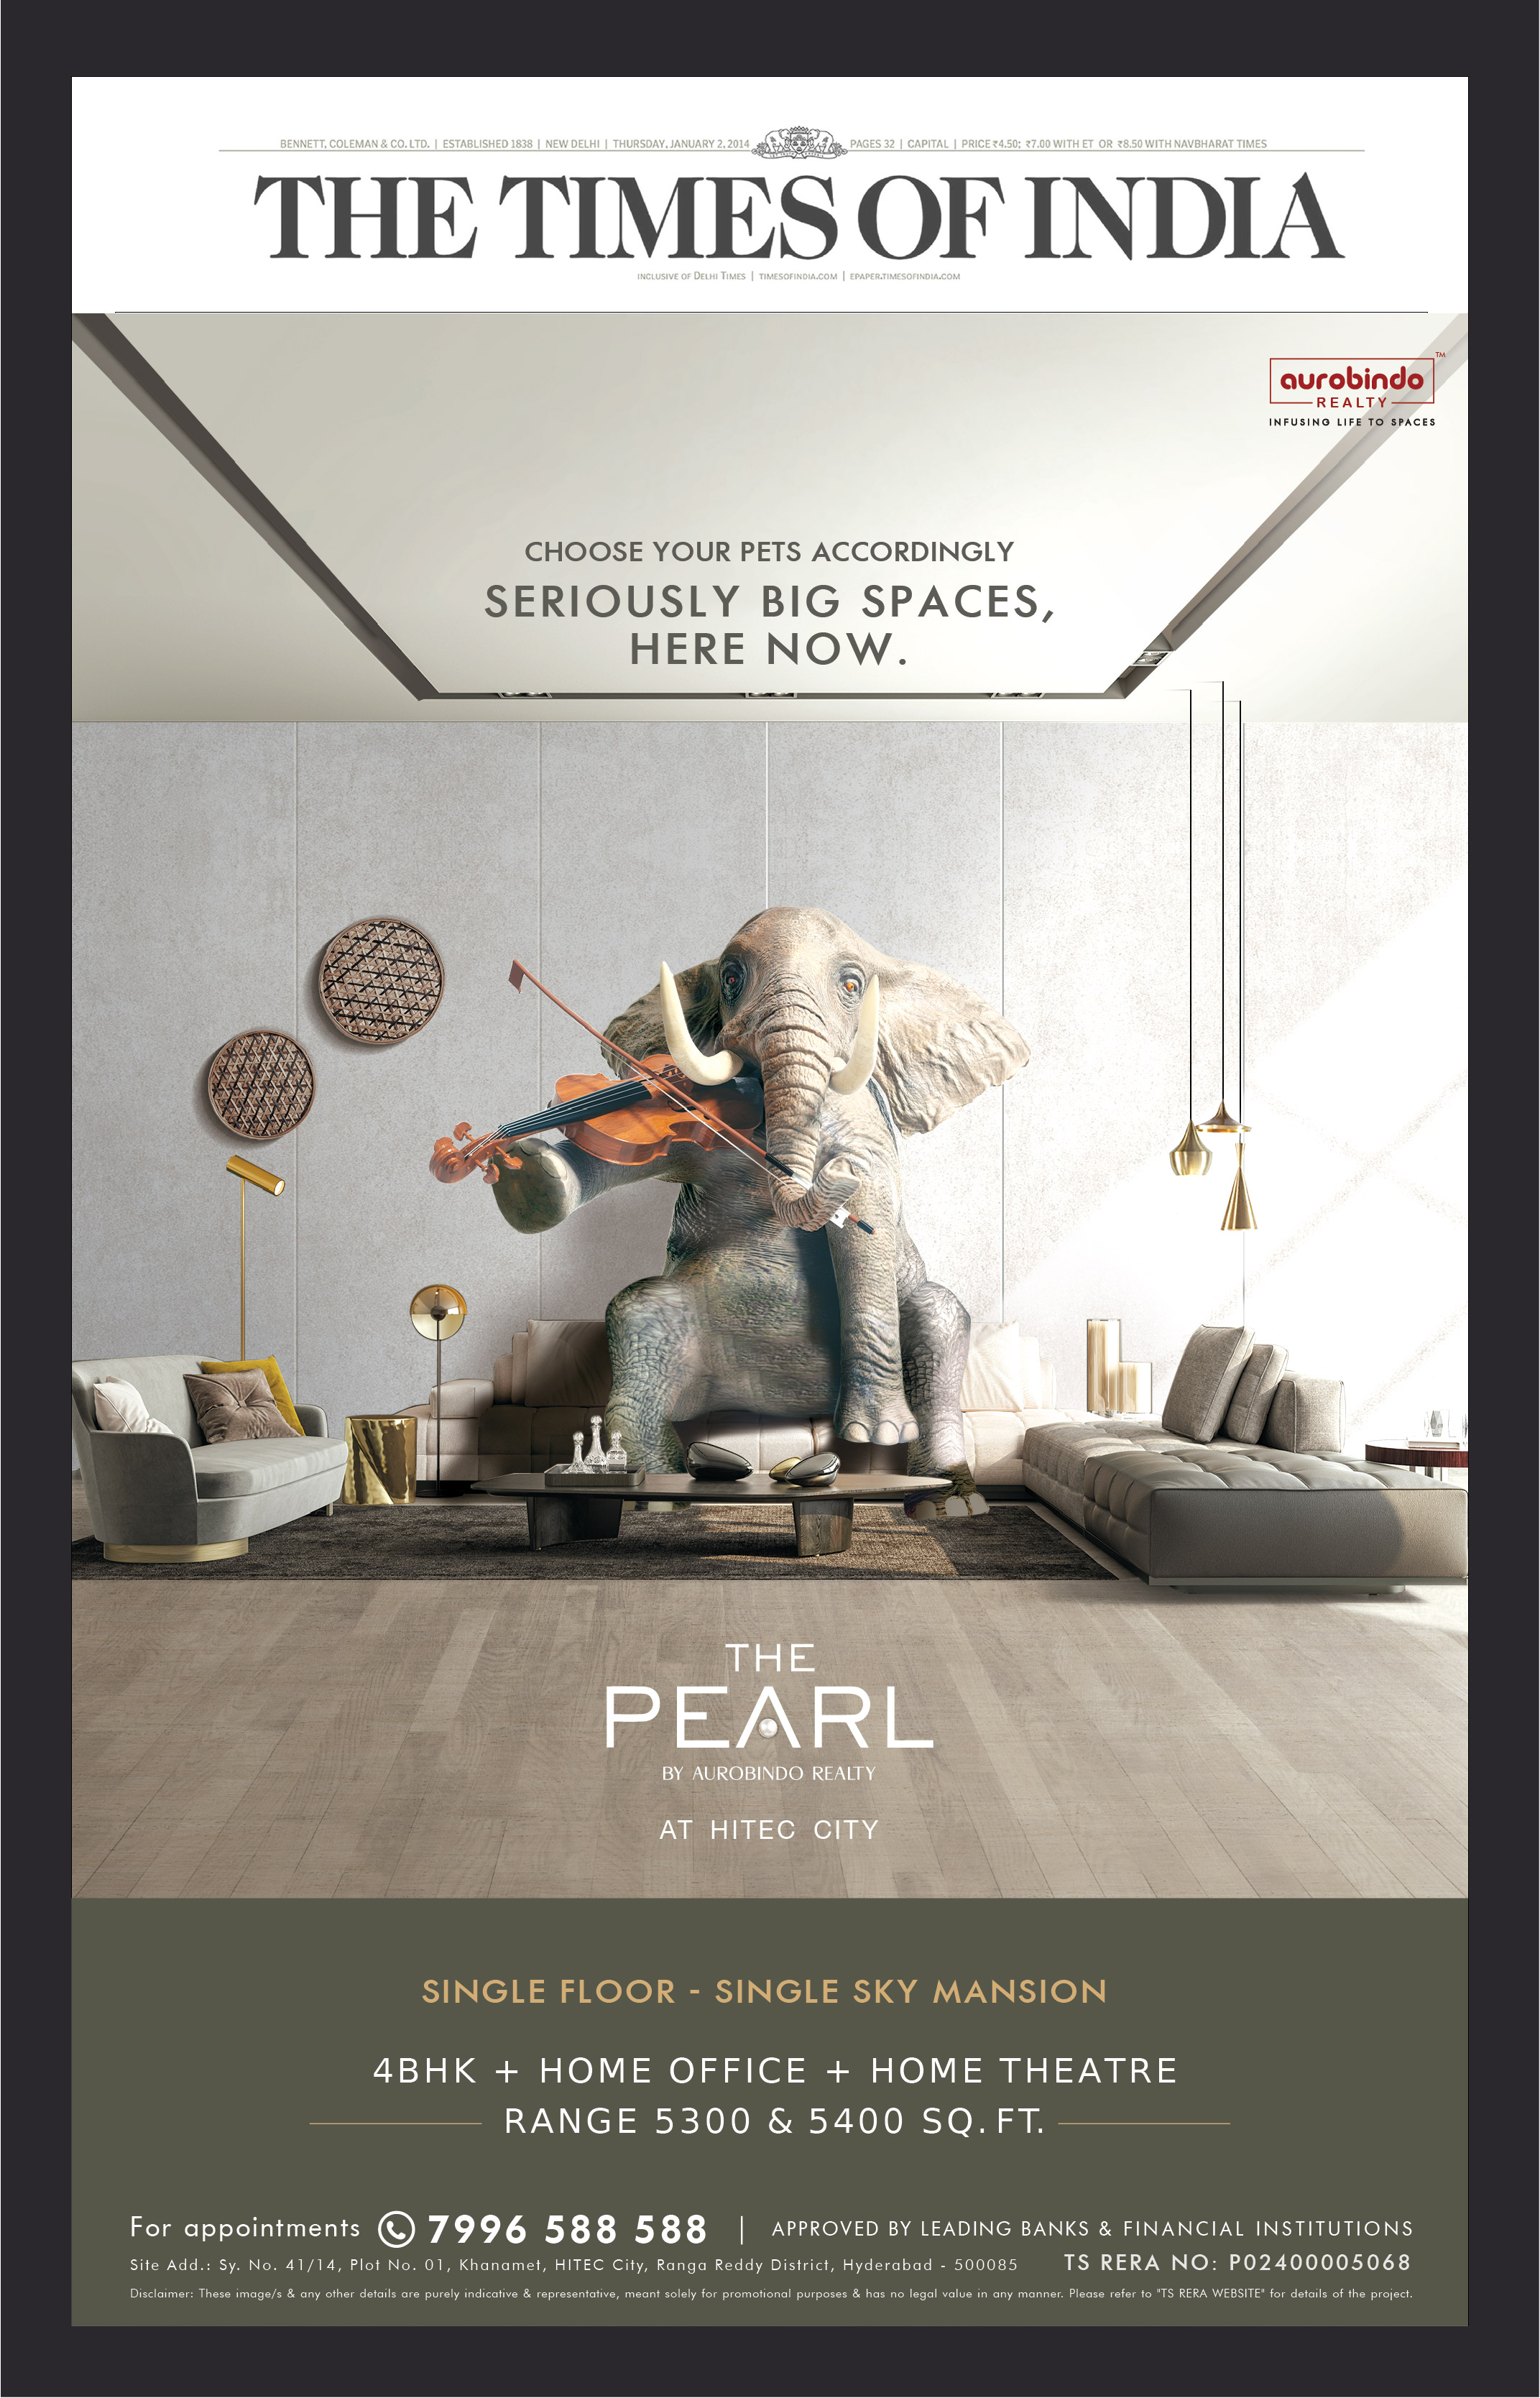 BENNETT, COLEMAN & CO. LTD. | ESTABLISHED 1838 | NEW DELHI | THURSDAY, JANUARY 2, 2014 PAGES 32 | CAPITAL | PRICE ₹4.50; ₹7.00 WITH ET OR ₹8.50 WITH NAVBHARAT TIMES
THE TIMES OF INDIA
INCLUSIVE OF DELHI TIMES | TIMESOFINDIA.COM | EPAPER.TIMESOFINDIA.COM
aurobindo TM
REALTY
INFUSING LIFE TO SPACES
CHOOSE YOUR PETS ACCORDINGLY
SERIOUSLY BIG SPACES,
HERE NOW.
THE
PEARL
BY AUROBINDO REALTY
AT HITEC CITY
SINGLE FLOOR - SINGLE SKY MANSION
4BHK + HOME OFFICE + HOME THEATRE
RANGE 5300 & 5400 SQ.FT.
For appointments 7996 588 588 | APPROVED BY LEADING BANKS & FINANCIAL INSTITUTIONS
Site Add.: Sy. No. 41/14, Plot No. 01, Khanamet, HITEC City, Ranga Reddy District, Hyderabad - 500085 TS RERA NO: P02400005068
Disclaimer: These image/s & any other details are purely indicative & representative, meant solely for promotional purposes & has no legal value in any manner. Please refer to "TS RERA WEBSITE" for details of the project.